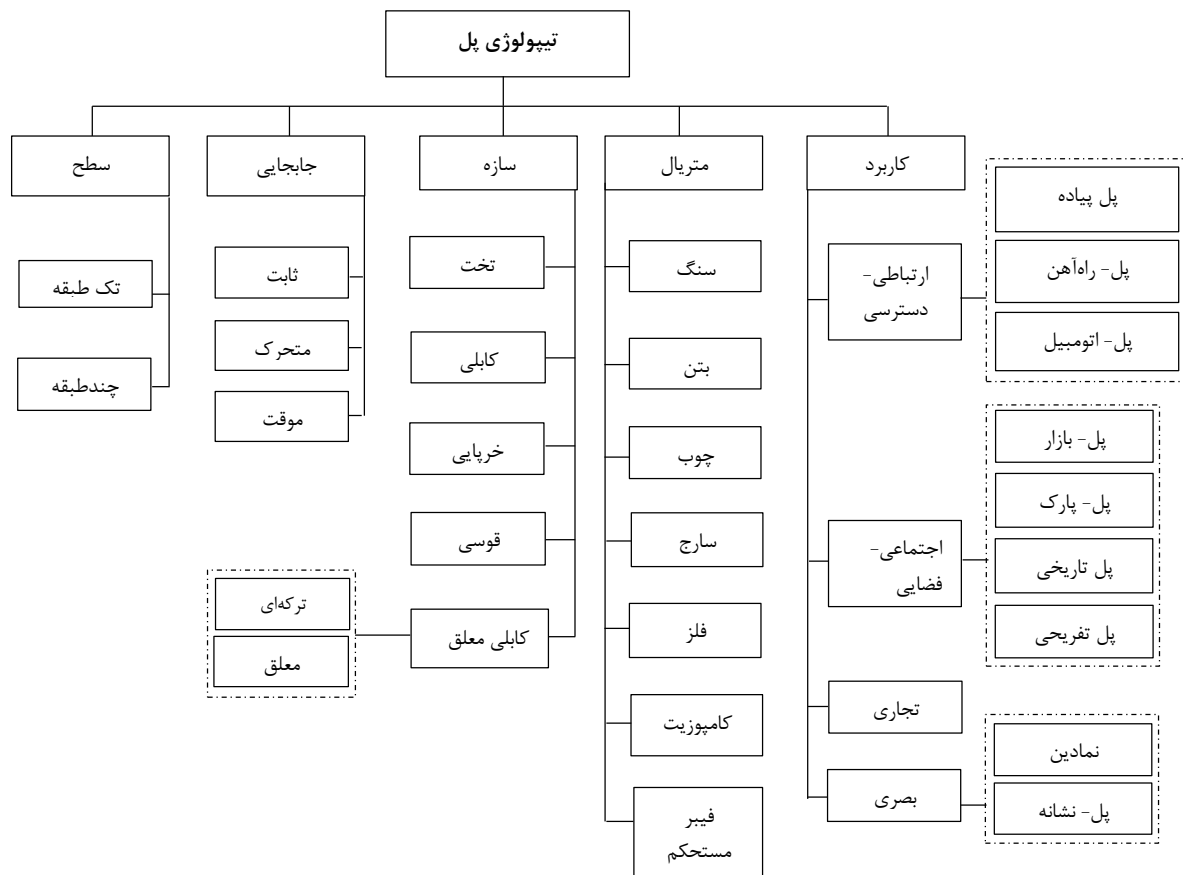 تیپولوژی پل
کاربرد
متریال
سازه
جابجایی
سطح
ارتباطی-
دسترسی
پل پیاده
پل- راه‌آهن
پل- اتومبیل
اجتماعی-
فضایی
پل- بازار
پل- پارک
پل تاریخی
پل تفریحی
تجاری
بصری
نمادین
پل- نشانه
سنگ
بتن
چوب
سارج
فلز
کامپوزیت
فیبر
مستحکم
تخت
کابلی
خرپایی
قوسی
کابلی معلق
ترکه‌ای
معلق
ثابت
متحرک
موقت
تک طبقه
چندطبقه